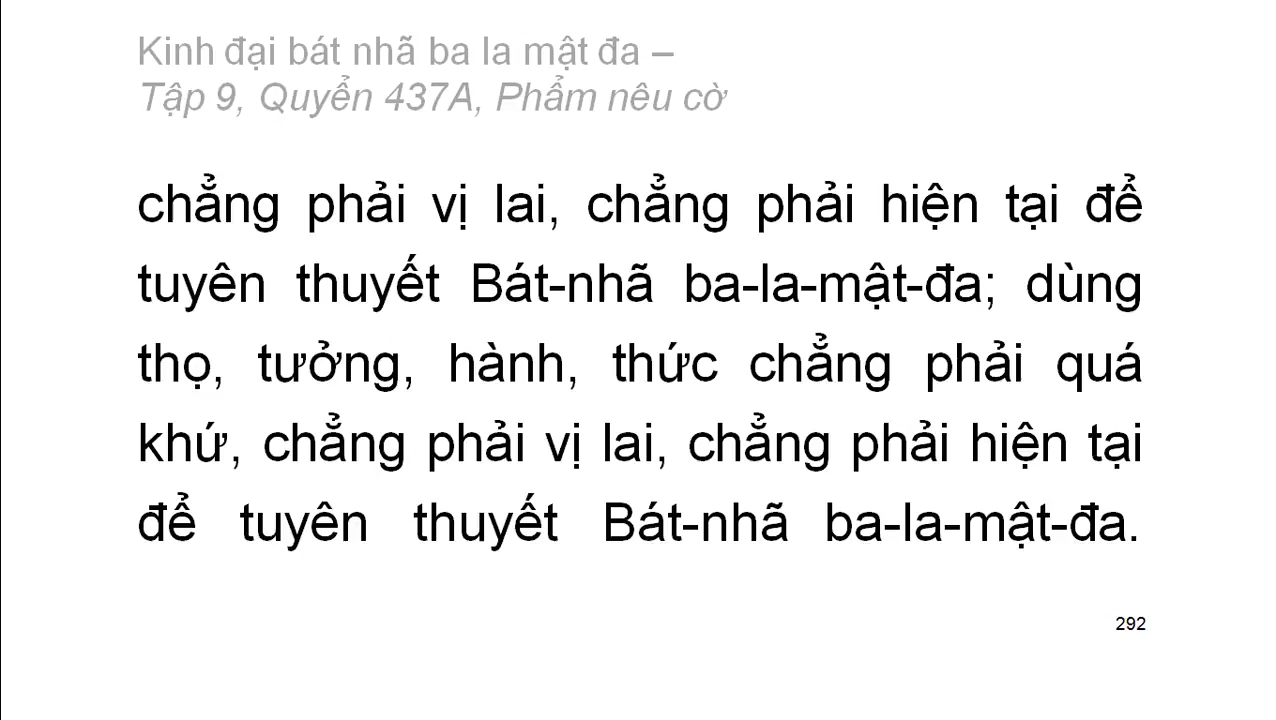 Kinh đại bát nhã ba la mật đa –
Tập 9, Quyển 437A, Phẩm nêu cờ
chẳng phải vị lai, chẳng phải hiện tại để
tuyên thuyết Bát-nhã ba-la-mật-đa; dùng
thọ, tưởng, hành, thức chẳng phải quá
khứ, chẳng phải vị lai, chẳng phải hiện tại
để tuyên thuyết Bát-nhã ba-la-mật-đa.
292